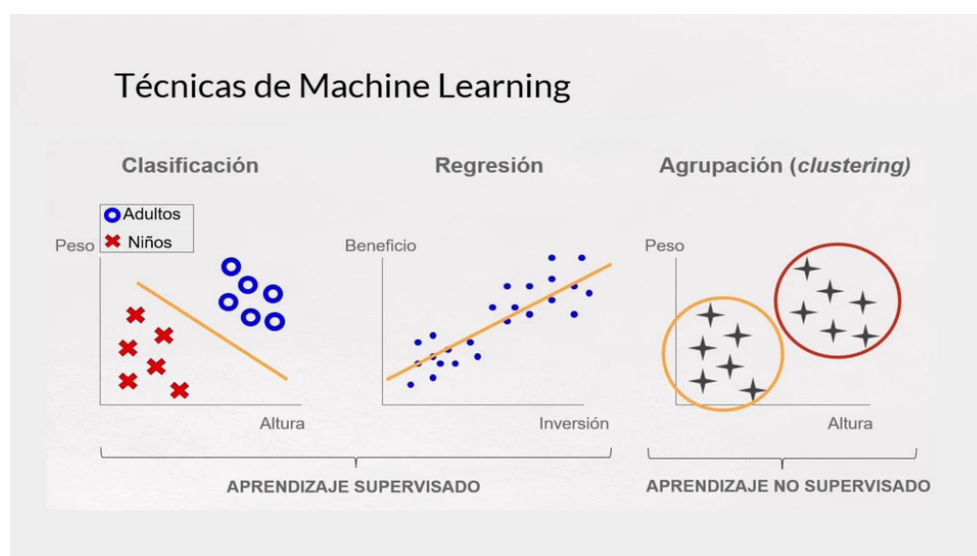 Técnicas de Machine Learning
Clasificación
Adultos
Niños
Peso
Altura
Regresión
Beneficio
Inversión
Agrupación (clustering)
Peso
Altura
APRENDIZAJE SUPERVISADO
APRENDIZAJE NO SUPERVISADO